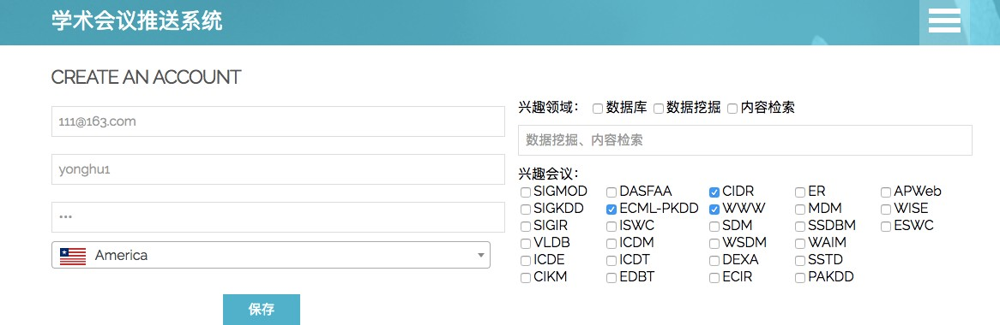 学术会议推送系统
CREATE AN ACCOUNT
111@163.com
yonghu1
•••
America
保存
兴趣领域： 数据库 数据挖掘 内容检索
数据挖掘、内容检索
兴趣会议：
SIGMOD DASFAA CIDR ER APWeb
SIGKDD ECML-PKDD WWW MDM WISE
SIGIR ISWC SDM SSDBM ESWC
VLDB ICDM WSDM WAIM
ICDE ICDT DEXA SSTD
CIKM EDBT ECIR PAKDD